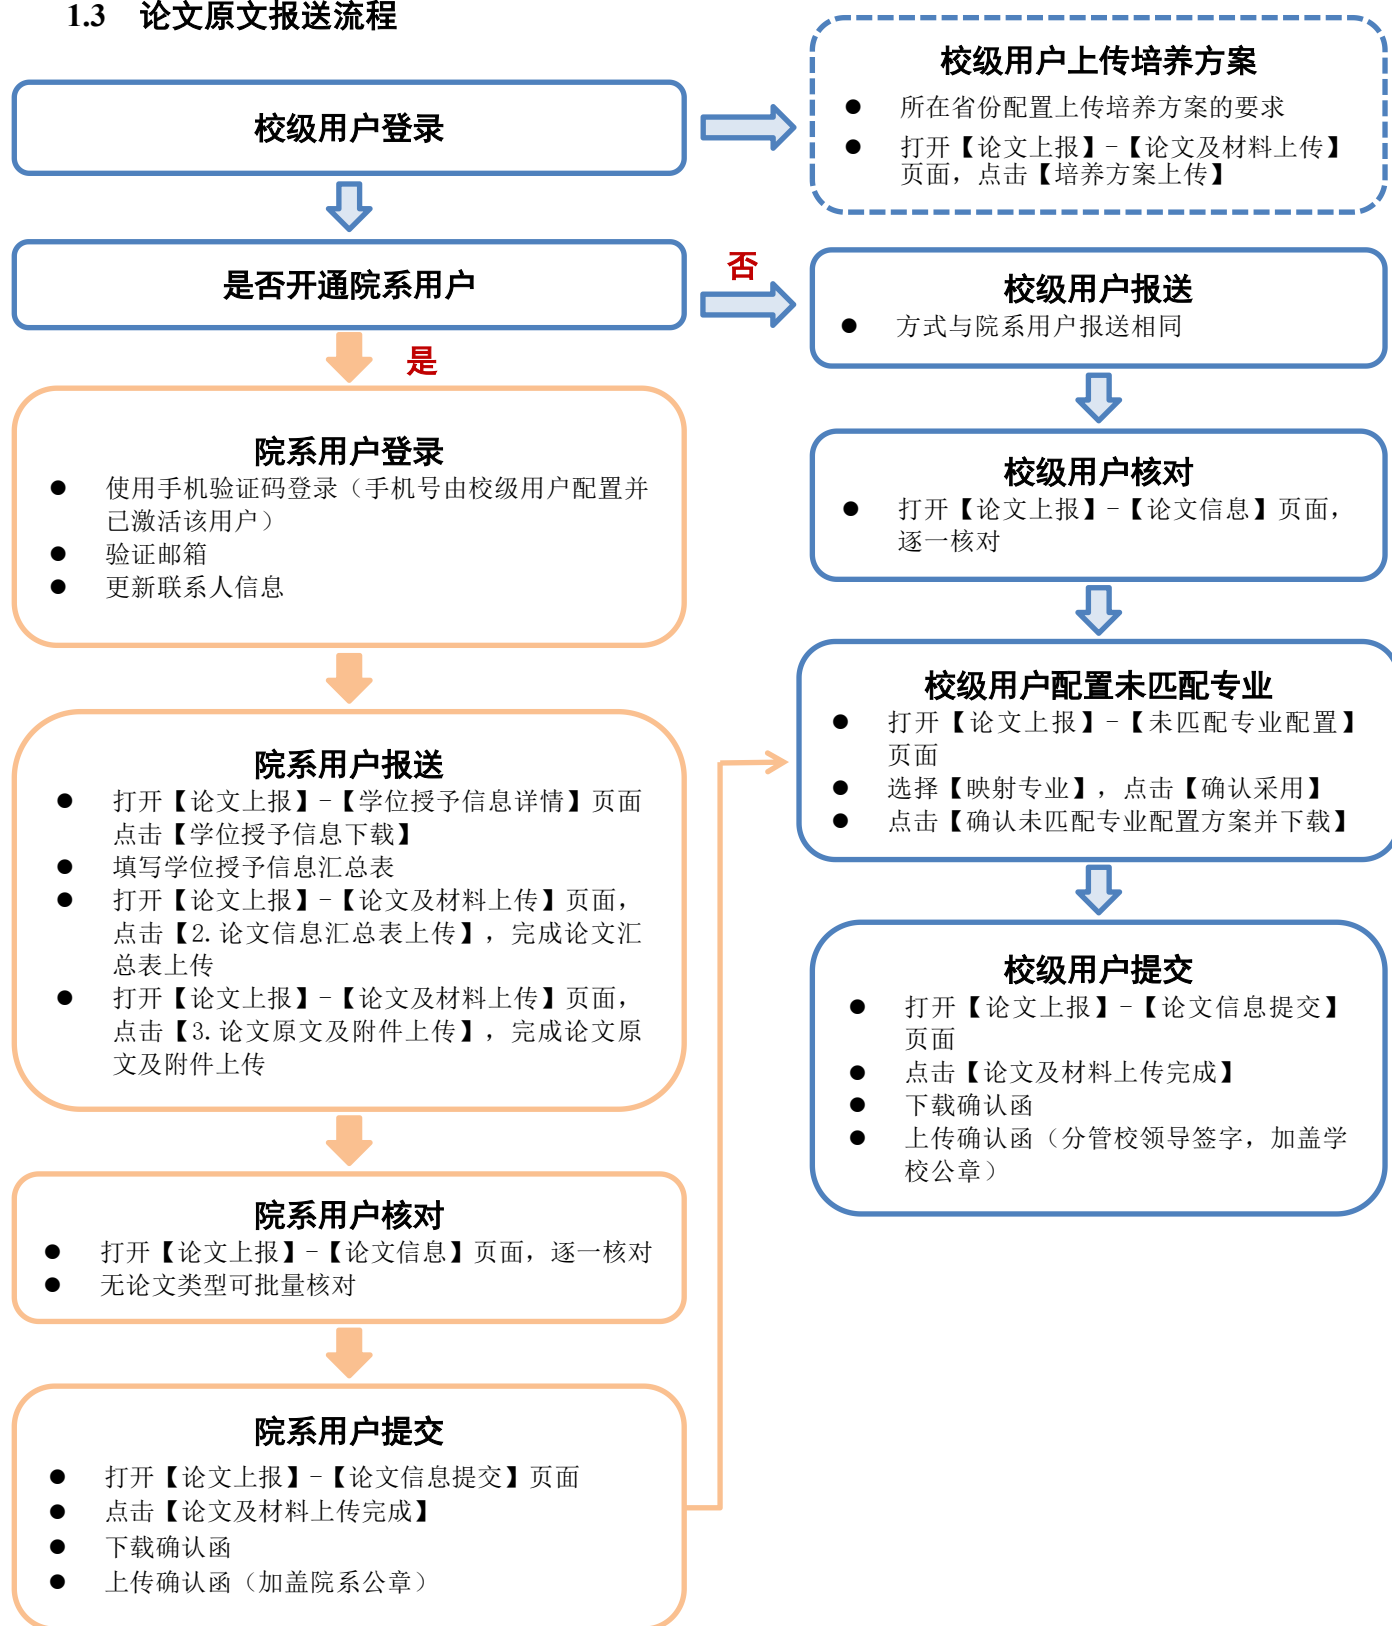 1.3 论文原文报送流程
校级用户登录
校级用户上传培养方案
● 所在省份配置上传培养方案的要求
● 打开【论文上报】-【论文及材料上传】
页面，点击【培养方案上传】
是否开通院系用户
否
是
校级用户报送
● 方式与院系用户报送相同
校级用户核对
● 打开【论文上报】-【论文信息】页面，
逐一核对
校级用户配置未匹配专业
● 打开【论文上报】-【未匹配专业配置】
页面
● 选择【映射专业】，点击【确认采用】
● 点击【确认未匹配专业配置方案并下载】
校级用户提交
● 打开【论文上报】-【论文信息提交】
页面
● 点击【论文及材料上传完成】
● 下载确认函
● 上传确认函（分管校领导签字，加盖学
校公章）
院系用户登录
● 使用手机验证码登录（手机号由校级用户配置并
已激活该用户）
● 验证邮箱
● 更新联系人信息
院系用户报送
● 打开【论文上报】-【学位授予信息详情】页面
点击【学位授予信息下载】
● 填写学位授予信息汇总表
● 打开【论文上报】-【论文及材料上传】页面，
点击【2.论文信息汇总表上传】，完成论文汇
总表上传
● 打开【论文上报】-【论文及材料上传】页面，
点击【3.论文原文及附件上传】，完成论文原
文及附件上传
院系用户核对
● 打开【论文上报】-【论文信息】页面，逐一核对
● 无论文类型可批量核对
院系用户提交
● 打开【论文上报】-【论文信息提交】页面
● 点击【论文及材料上传完成】
● 下载确认函
● 上传确认函（加盖院系公章）